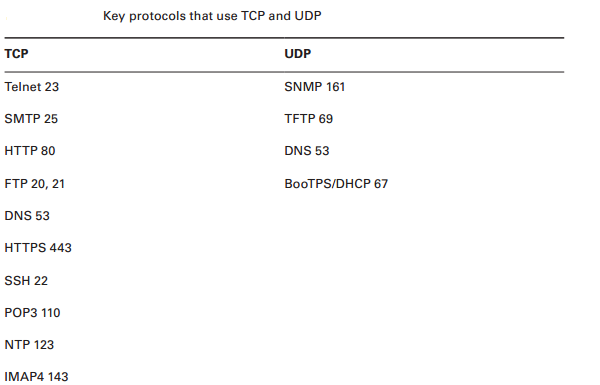 Key protocols that use TCP and UDP
TCP UDP
Telnet 23 SNMP 161
SMTP 25 TFTP 69
HTTP 80 DNS 53
FTP 20, 21 BooTPS/DHCP 67
DNS 53
HTTPS 443
SSH 22
POP3 110
NTP 123
IMAP4 143